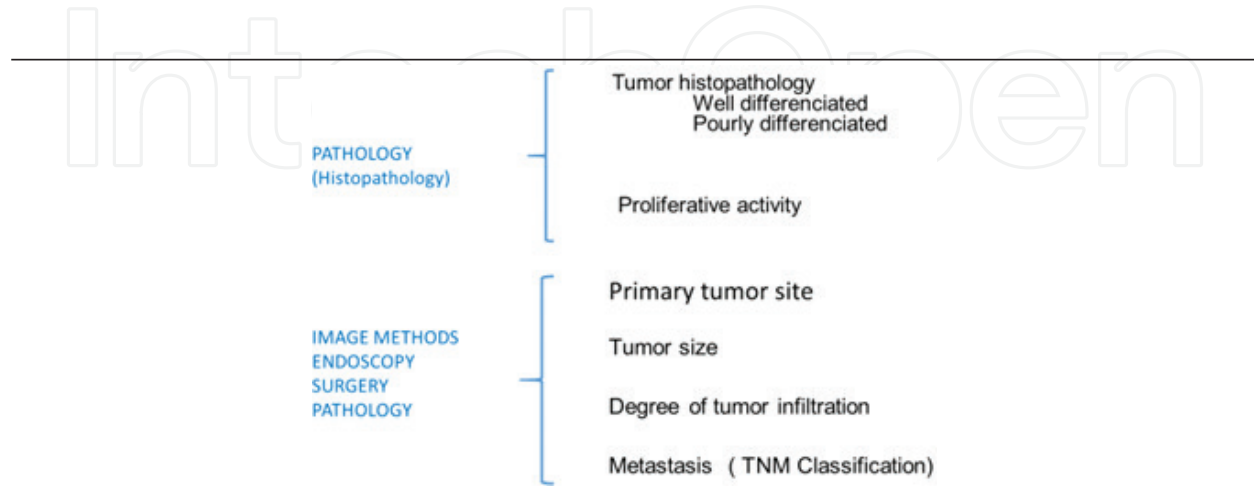 IntechOpen
Tumor histopathology
Well differenciated
Pourly differenciated
PATHOLOGY
(Histopathology)
Proliferative activity
Primary tumor site
IMAGE METHODS
ENDOSCOPY
SURGERY
PATHOLOGY
Tumor size
Degree of tumor infiltration
Metastasis ( TNM Classification)